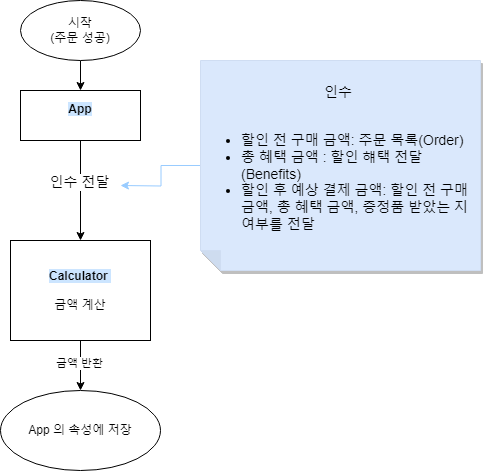 시작
(주문 성공)
App
인수 전달
인수
• 할인 전 구매 금액: 주문 목록(Order)
• 총 혜택 금액 : 할인 해택 전달
(Benefits)
• 할인 후 예상 결제 금액: 할인 전 구매
금액, 총 혜택 금액, 증정품 받았는 지
여부를 전달
Calculator
금액 계산
금액 반환
App 의 속성에 저장